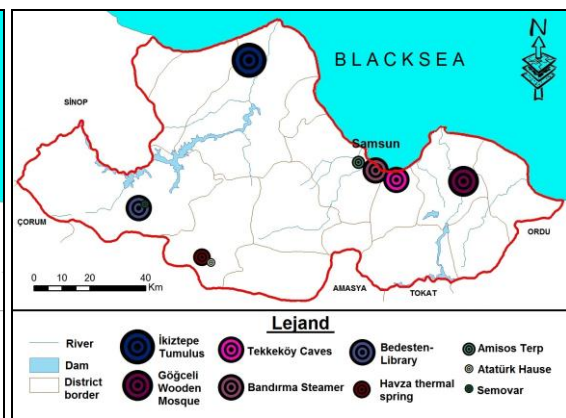 BLACKSEA
N
SİNOP
Samsun
ÇORUM
ORDU
AMASYA
TOKAT
0 10 20 40
Km
Lejand
River
Dam
District
border
İkiztepe
Tumulus
Göğceli
Wooden
Mosque
Tekkeköy Caves
Bandırma Steamer
Bedesten-
Library
Havza thermal
spring
Amisos Terp
Atatürk Hause
Semovar